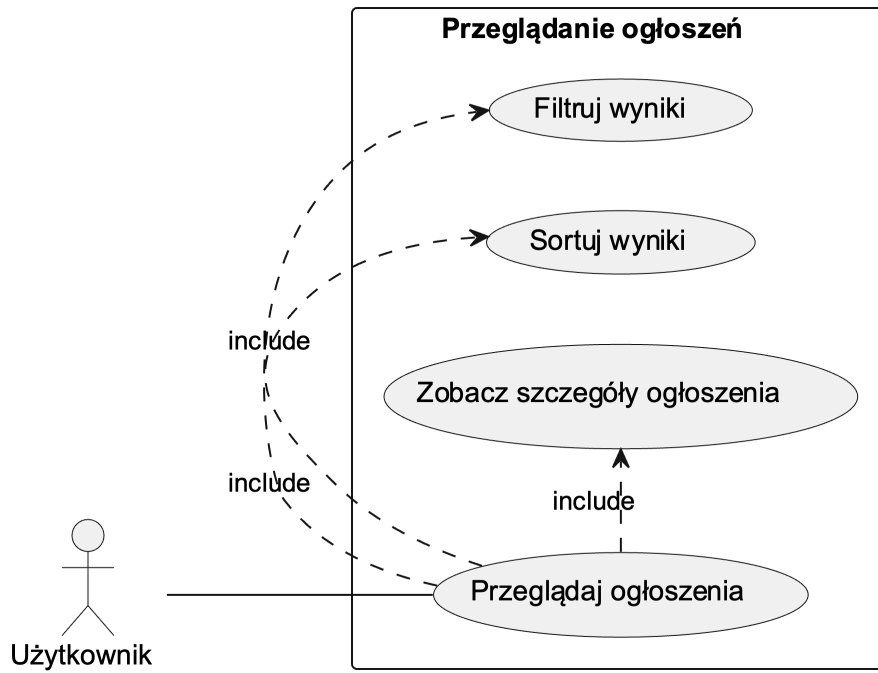 Przeglądanie ogłoszeń
Filtruj wyniki
Sortuj wyniki
include
Zobacz szczegóły ogłoszenia
include
include
Przeglądaj ogłoszenia
Użytkownik